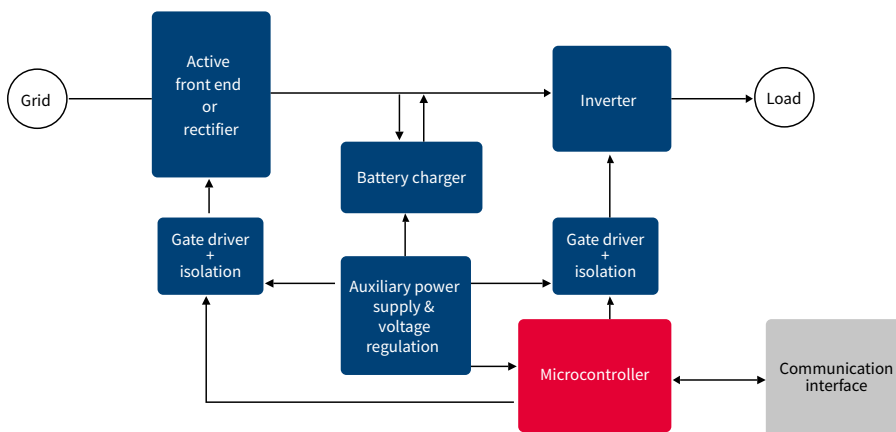 Grid
Active
front end
or
rectifier
Inverter
Load
Battery charger
Gate driver
+
isolation
Gate driver
+
isolation
Auxiliary power
supply &
voltage
regulation
Microcontroller
Communication
interface